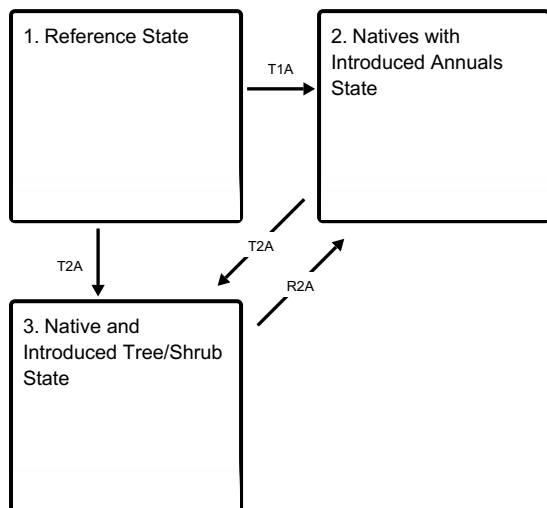 1. Reference State
T1A
2. Natives with
Introduced Annuals
State
T2A
T2A
R2A
3. Native and
Introduced Tree/Shrub
State